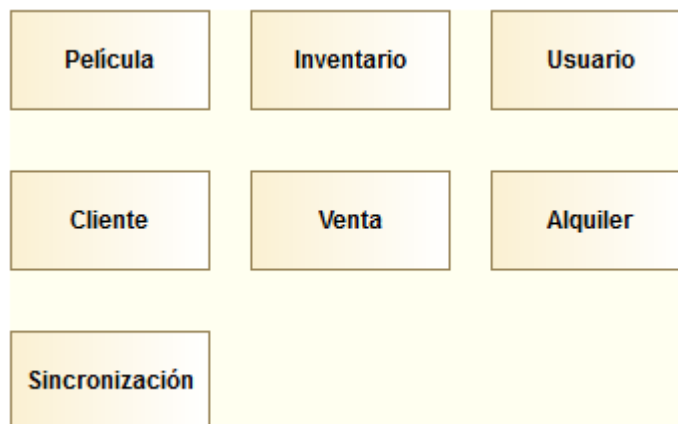 Película
Inventario
Usuario
Cliente
Venta
Alquiler
Sincronización